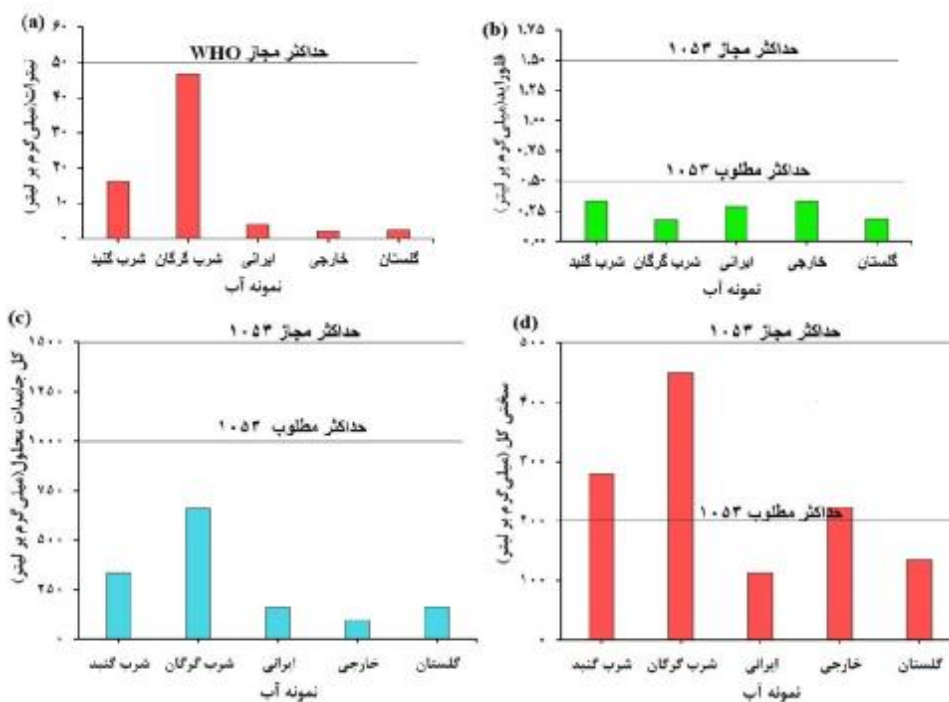 (a)
نیترات(میلی‌گرم بر لیتر)
۶۰
۵۰
۴۰
۳۰
۲۰
۱۰
۰
حداکثر مجاز WHO
شرب گنبد
شرب گرگان
ایرانی
خارجی
گلستان
نمونه آب
(b)
فلوراید(میلی‌گرم بر لیتر)
۱.۷۵
۱.۵۰
۱.۲۵
۱.۰۰
۰.۷۵
۰.۵۰
۰.۲۵
۰.۰۰
حداکثر مجاز ۱۰۵۳
حداکثر مطلوب ۱۰۵۳
شرب گنبد
شرب گرگان
ایرانی
خارجی
گلستان
نمونه آب
(c)
کل جامدات محلول(میلی‌گرم بر لیتر)
۱۵۰۰
۱۲۵۰
۱۰۰۰
۷۵۰
۵۰۰
۲۵۰
۰
حداکثر مجاز ۱۰۵۳
حداکثر مطلوب ۱۰۵۳
شرب گنبد
شرب گرگان
ایرانی
خارجی
گلستان
نمونه آب
(d)
سختی کل (میلی‌گرم بر لیتر)
۵۰۰
۴۰۰
۳۰۰
۲۰۰
۱۰۰
۰
حداکثر مجاز ۱۰۵۳
حداکثر مطلوب ۱۰۵۳
شرب گنبد
شرب گرگان
ایرانی
خارجی
گلستان
نمونه آب